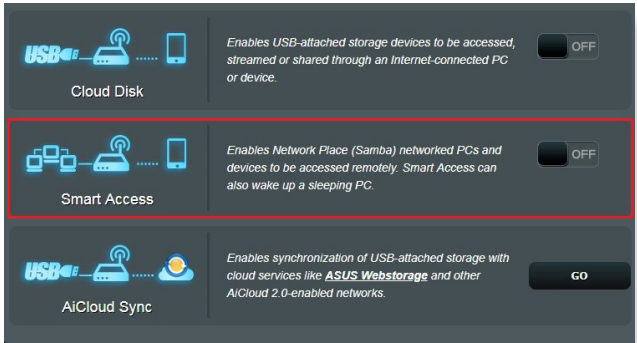 Enables USB-attached storage devices to be accessed,
USB
streamed or shared through an Internet-connected PC
OFF
or device.
Cloud Disk
Enables Network Place (Samba) networked PCs and
devices to be accessed remotely. Smart Access can
OFF
also wake up a sleeping PC.
Smart Access
Enables synchronization of USB-attached storage with
USB
cloud services like ASUS Webstorage and other
GO
AiCloud 2.0-enabled networks.
AiCloud Sync